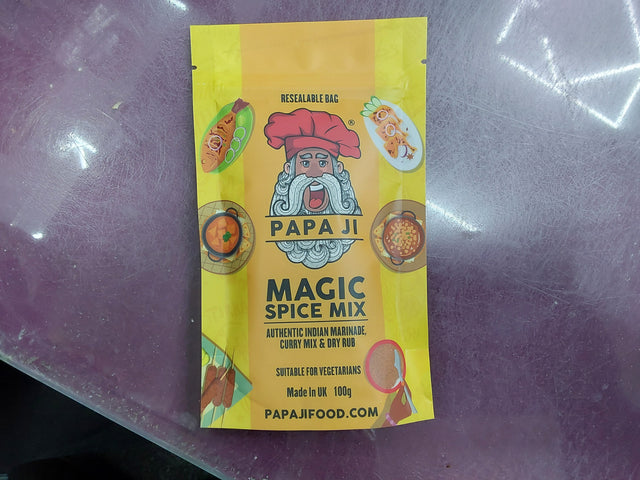 RESEALABLE BAG
®
PAPA JI
MAGIC
SPICE MIX
AUTHENTIC INDIAN MARINADE,
CURRY MIX & DRY RUB
SUITABLE FOR VEGETARIANS
Made In UK 100g
PAPAJIFOOD.COM